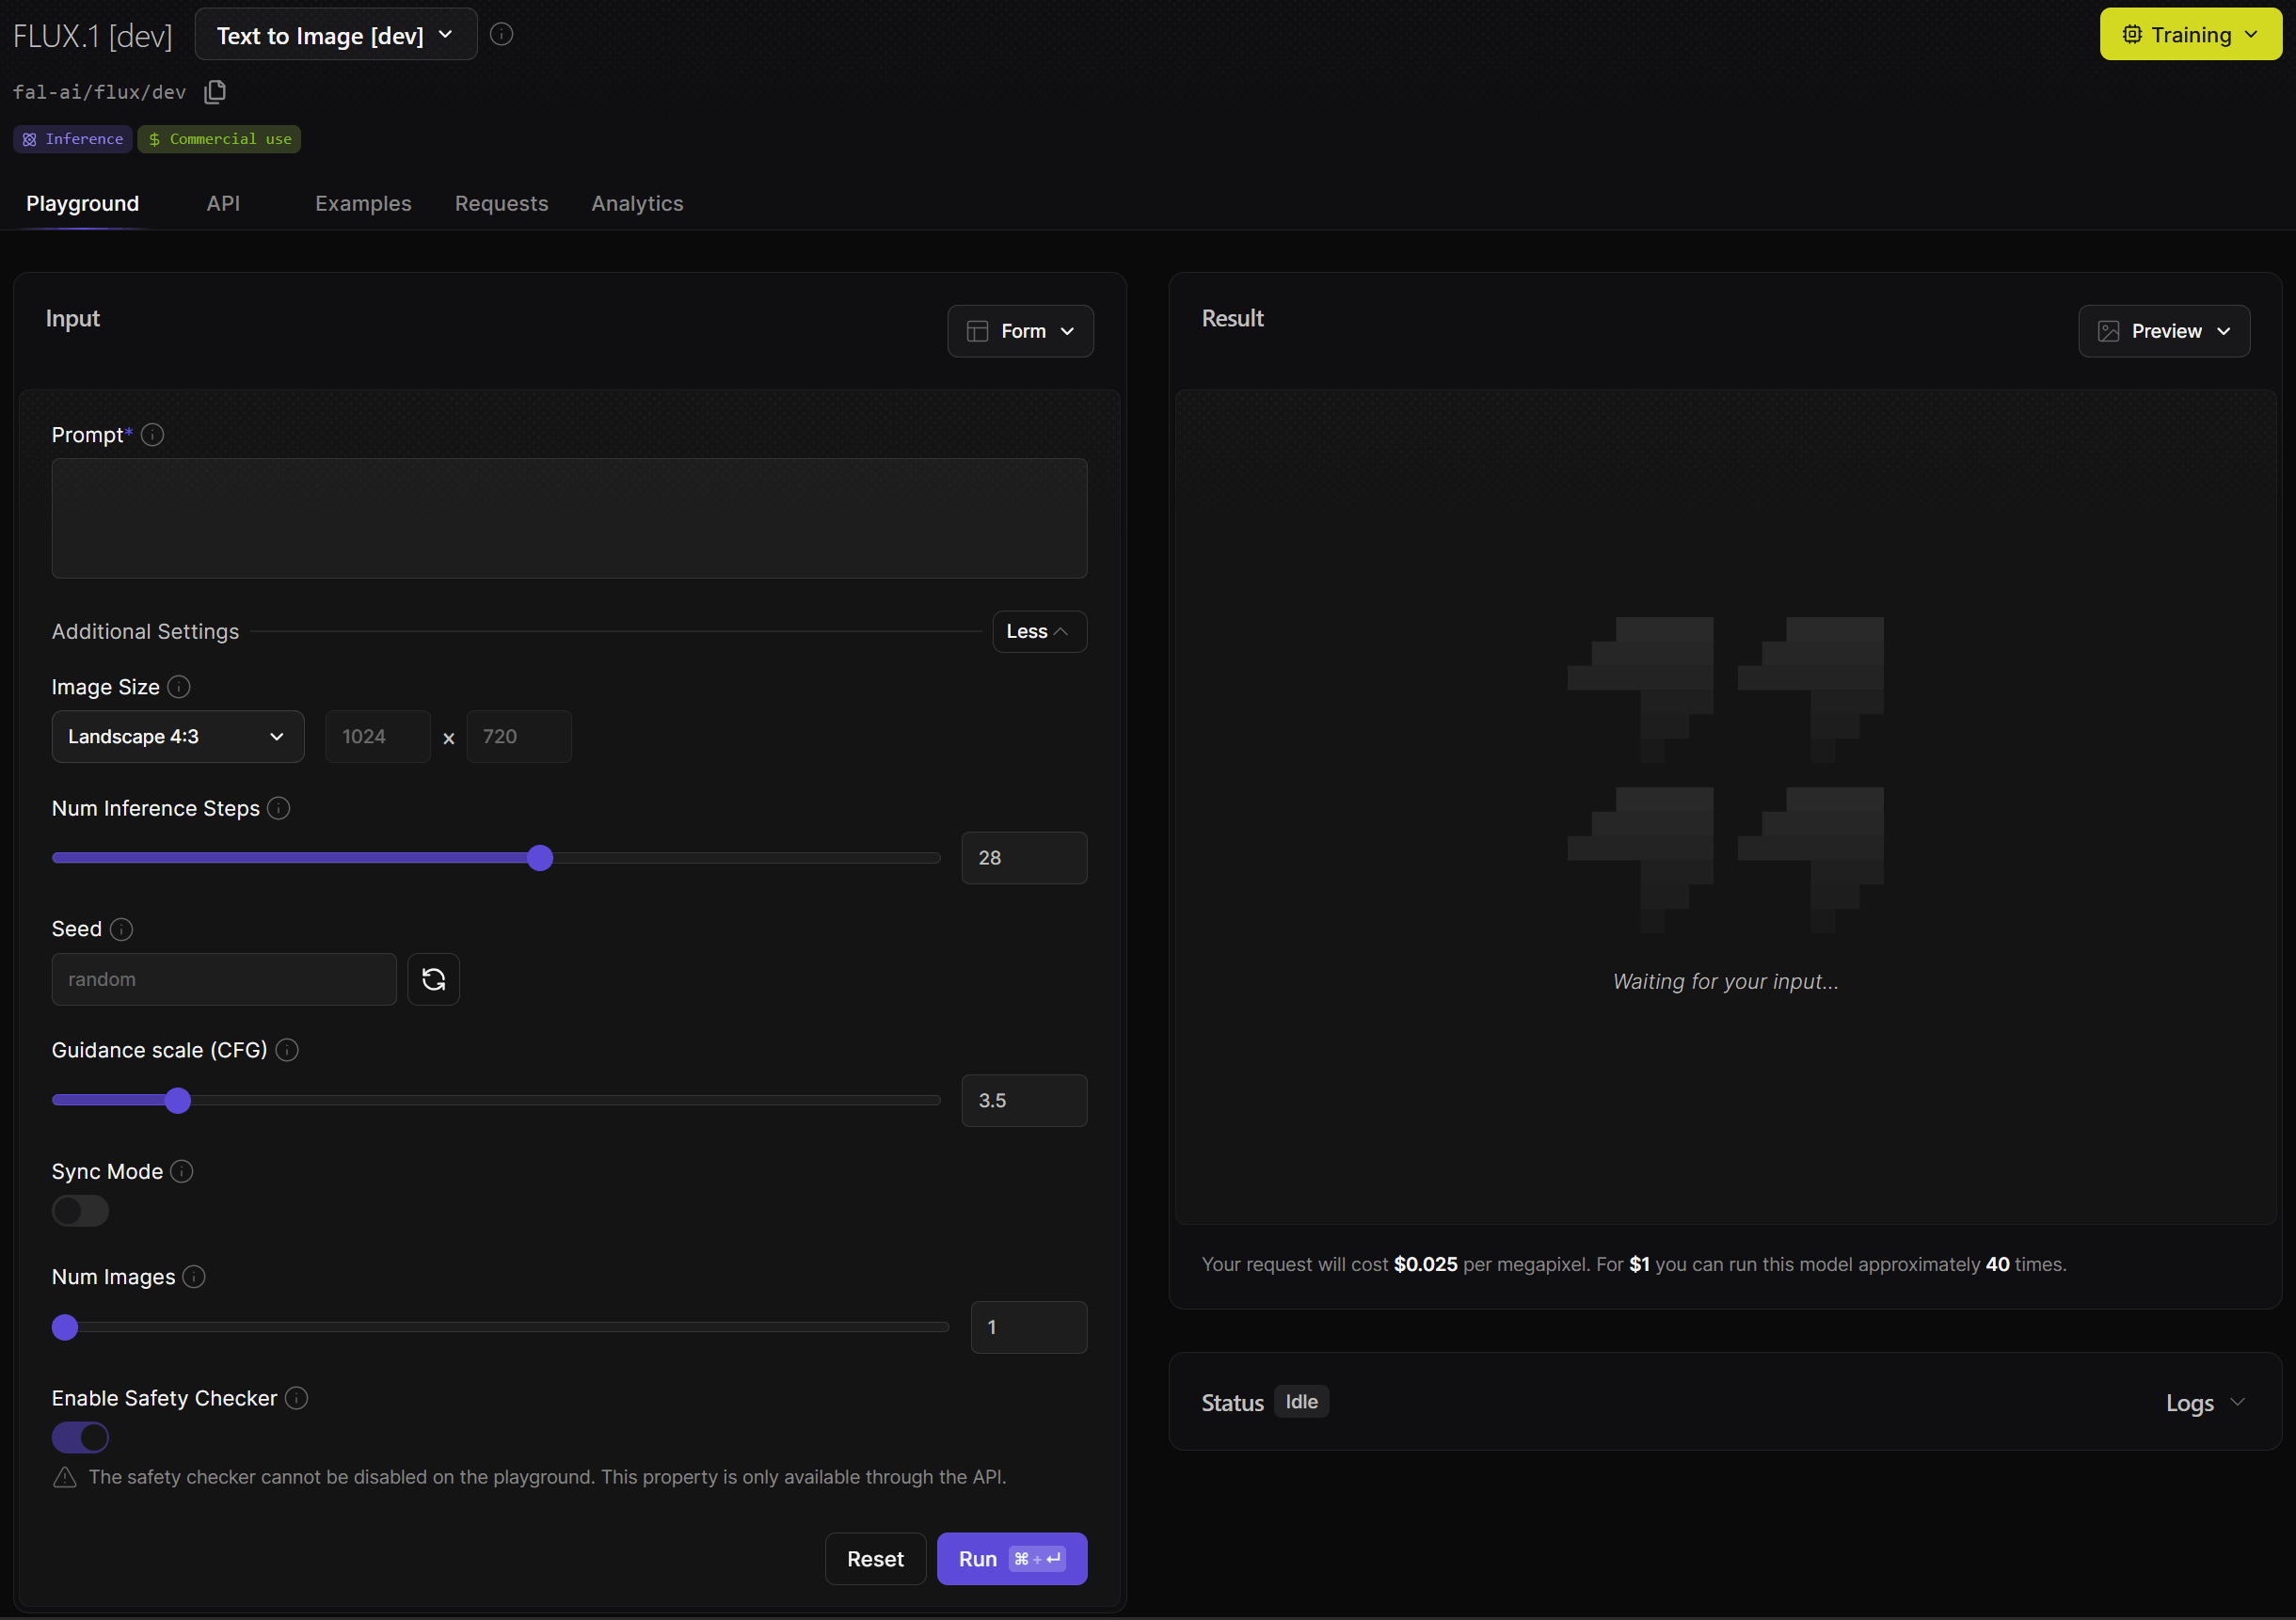 FLUX.1 [dev] Text to Image [dev] Training
fal-ai/flux/dev
Inference $ Commercial use
Playground API Examples Requests Analytics
Input Form
Prompt*
Additional Settings Less
Image Size
Landscape 4:3 1024 x 720
Num Inference Steps
28
Seed
random
Guidance scale (CFG)
3.5
Sync Mode
Num Images
1
Enable Safety Checker
The safety checker cannot be disabled on the playground. This property is only available through the API.
Reset Run ⌘ + ↵
Result Preview
Waiting for your input...
Your request will cost $0.025 per megapixel. For $1 you can run this model approximately 40 times.
Status Idle Logs